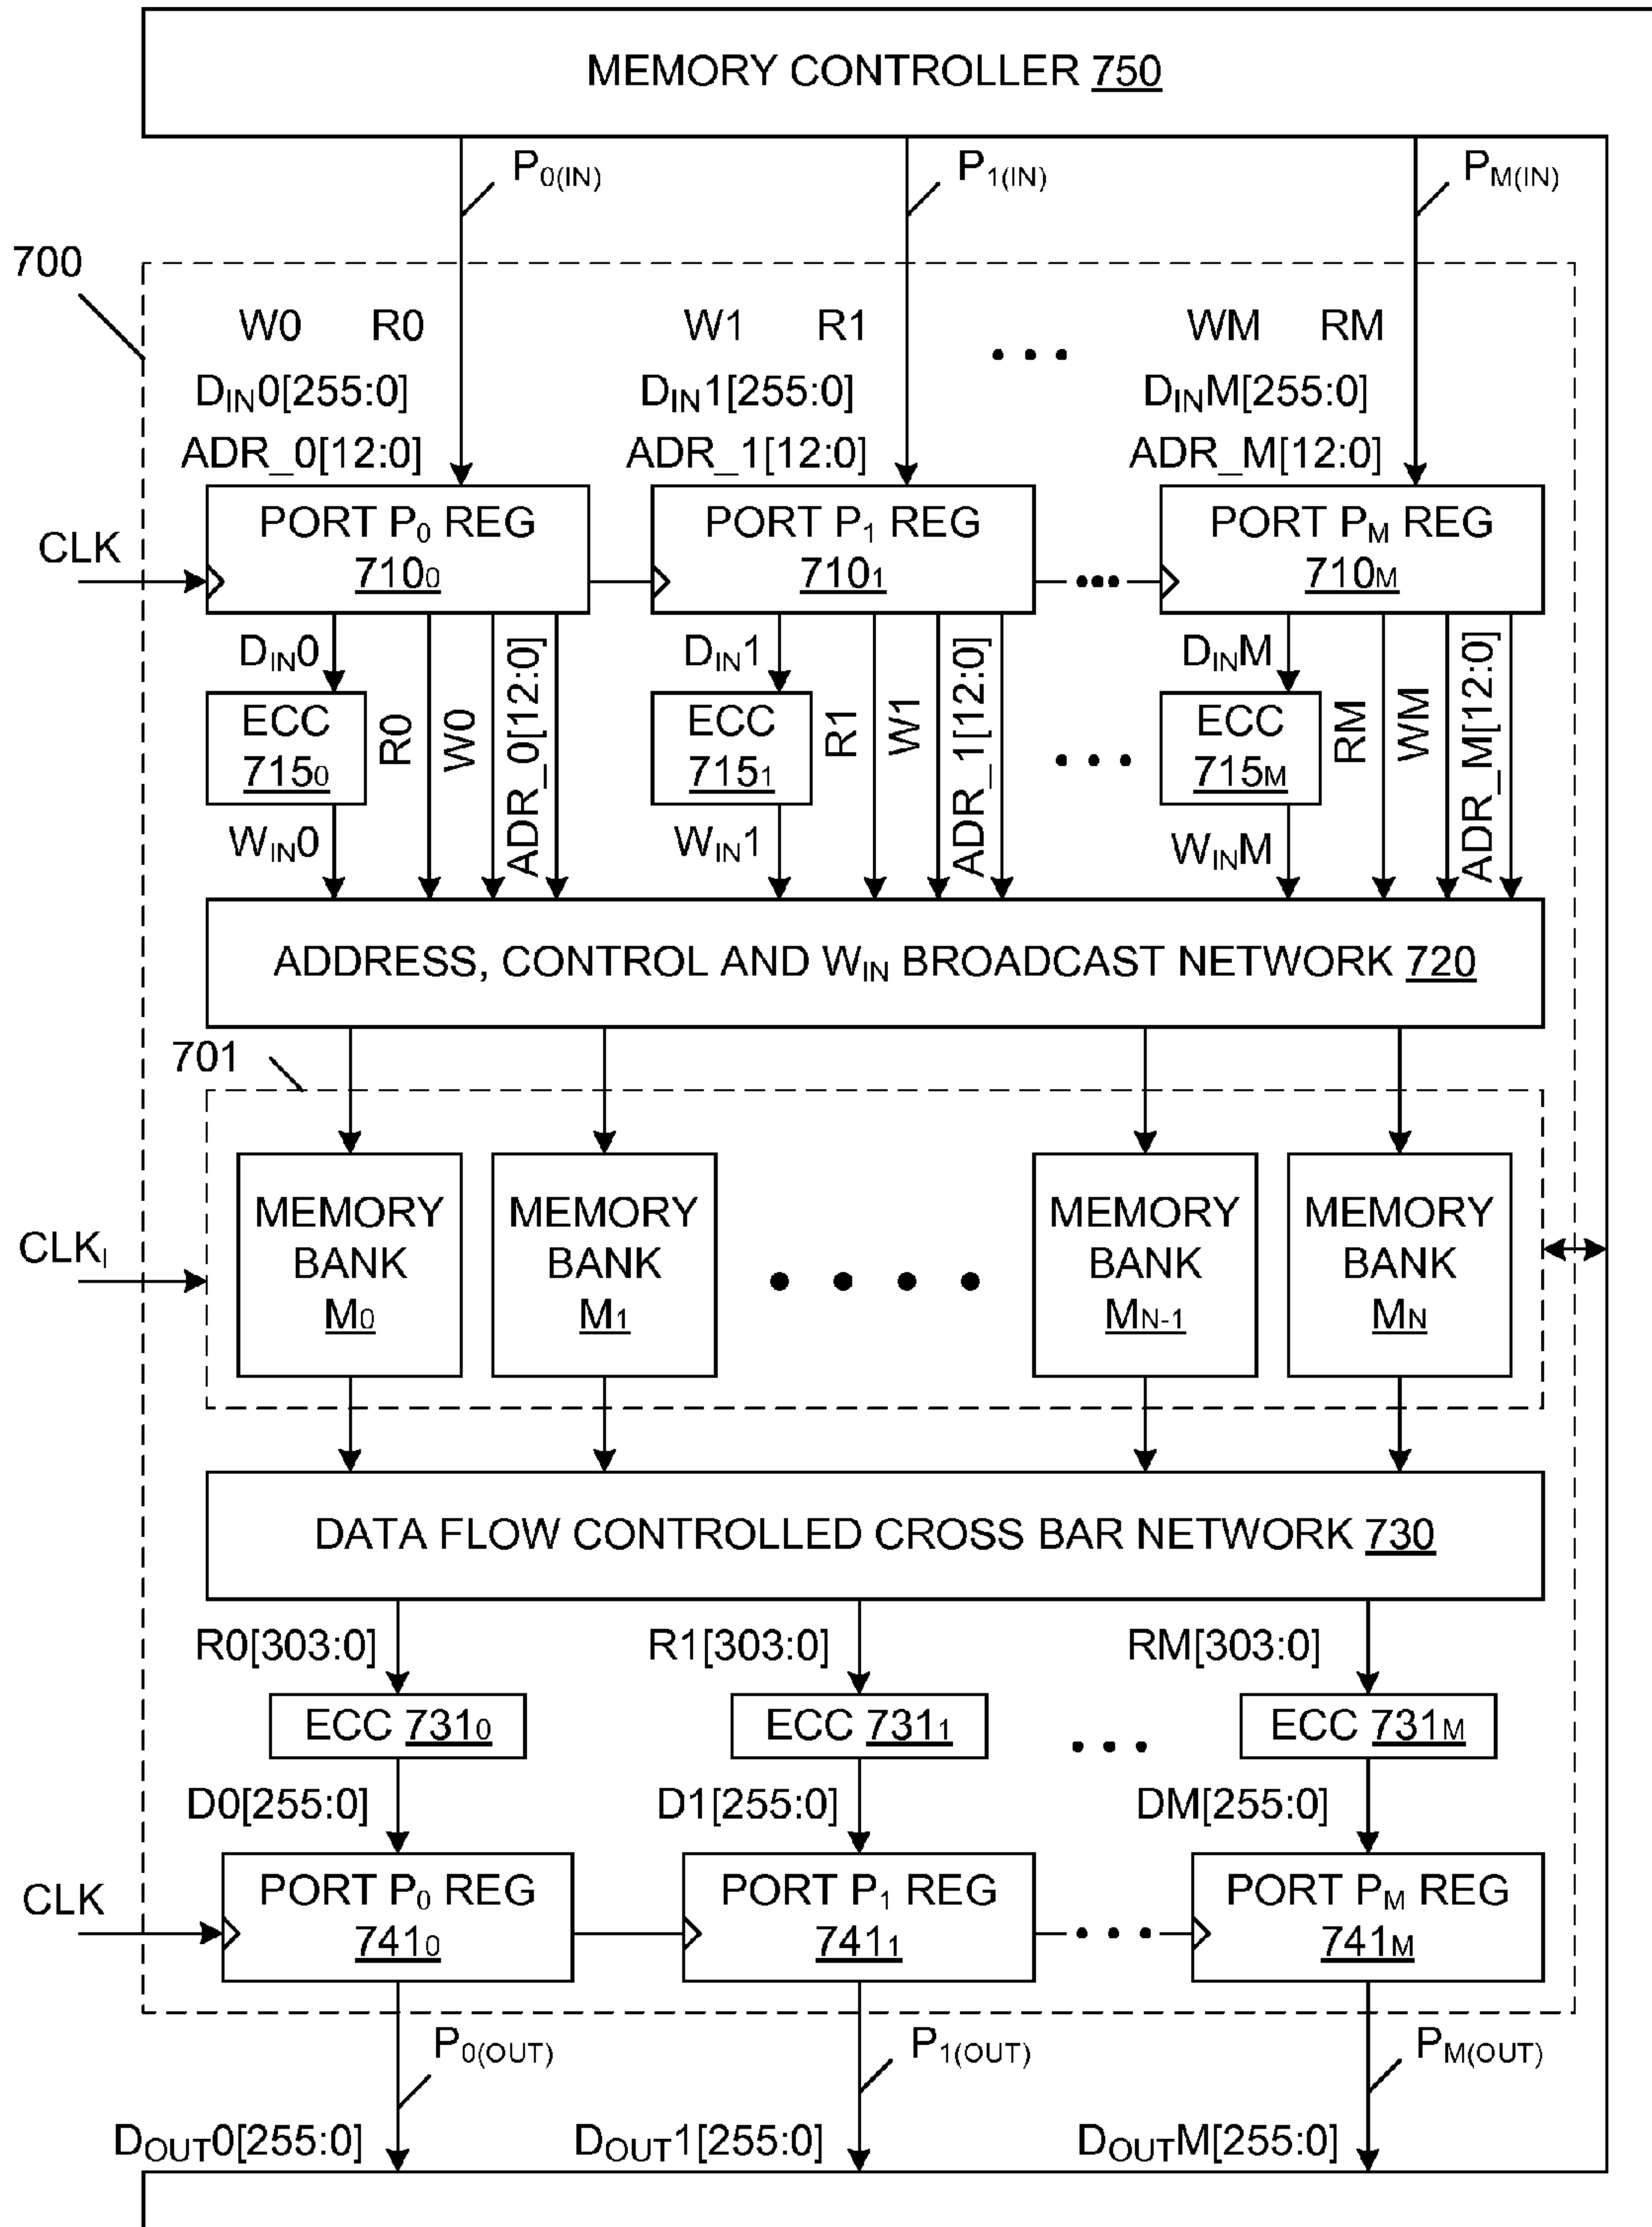 MEMORY CONTROLLER 750
P0(IN) P1(IN) PM(IN)
700
W0 R0 W1 R1 WM RM
DIN0[255:0] DIN1[255:0] DINM[255:0]
ADR_0[12:0] ADR_1[12:0] ADR_M[12:0]
CLK
PORT P0 REG 7100
PORT P1 REG 7101
PORT PM REG 710M
DIN0 DIN1 DINM
ECC 7150
R0 W0 ADR_0[12:0]
ECC 7151
R1 W1 ADR_1[12:0]
ECC 715M
RM WM ADR_M[12:0]
WIN0 WIN1 WINM
ADDRESS, CONTROL AND WIN BROADCAST NETWORK 720
701
CLKI
MEMORY BANK M0
MEMORY BANK M1
MEMORY BANK MN-1
MEMORY BANK MN
DATA FLOW CONTROLLED CROSS BAR NETWORK 730
R0[303:0] R1[303:0] RM[303:0]
ECC 7310 ECC 7311 ECC 731M
D0[255:0] D1[255:0] DM[255:0]
CLK
PORT P0 REG 7410
PORT P1 REG 7411
PORT PM REG 741M
P0(OUT) P1(OUT) PM(OUT)
DOUT0[255:0] DOUT1[255:0] DOUTM[255:0]